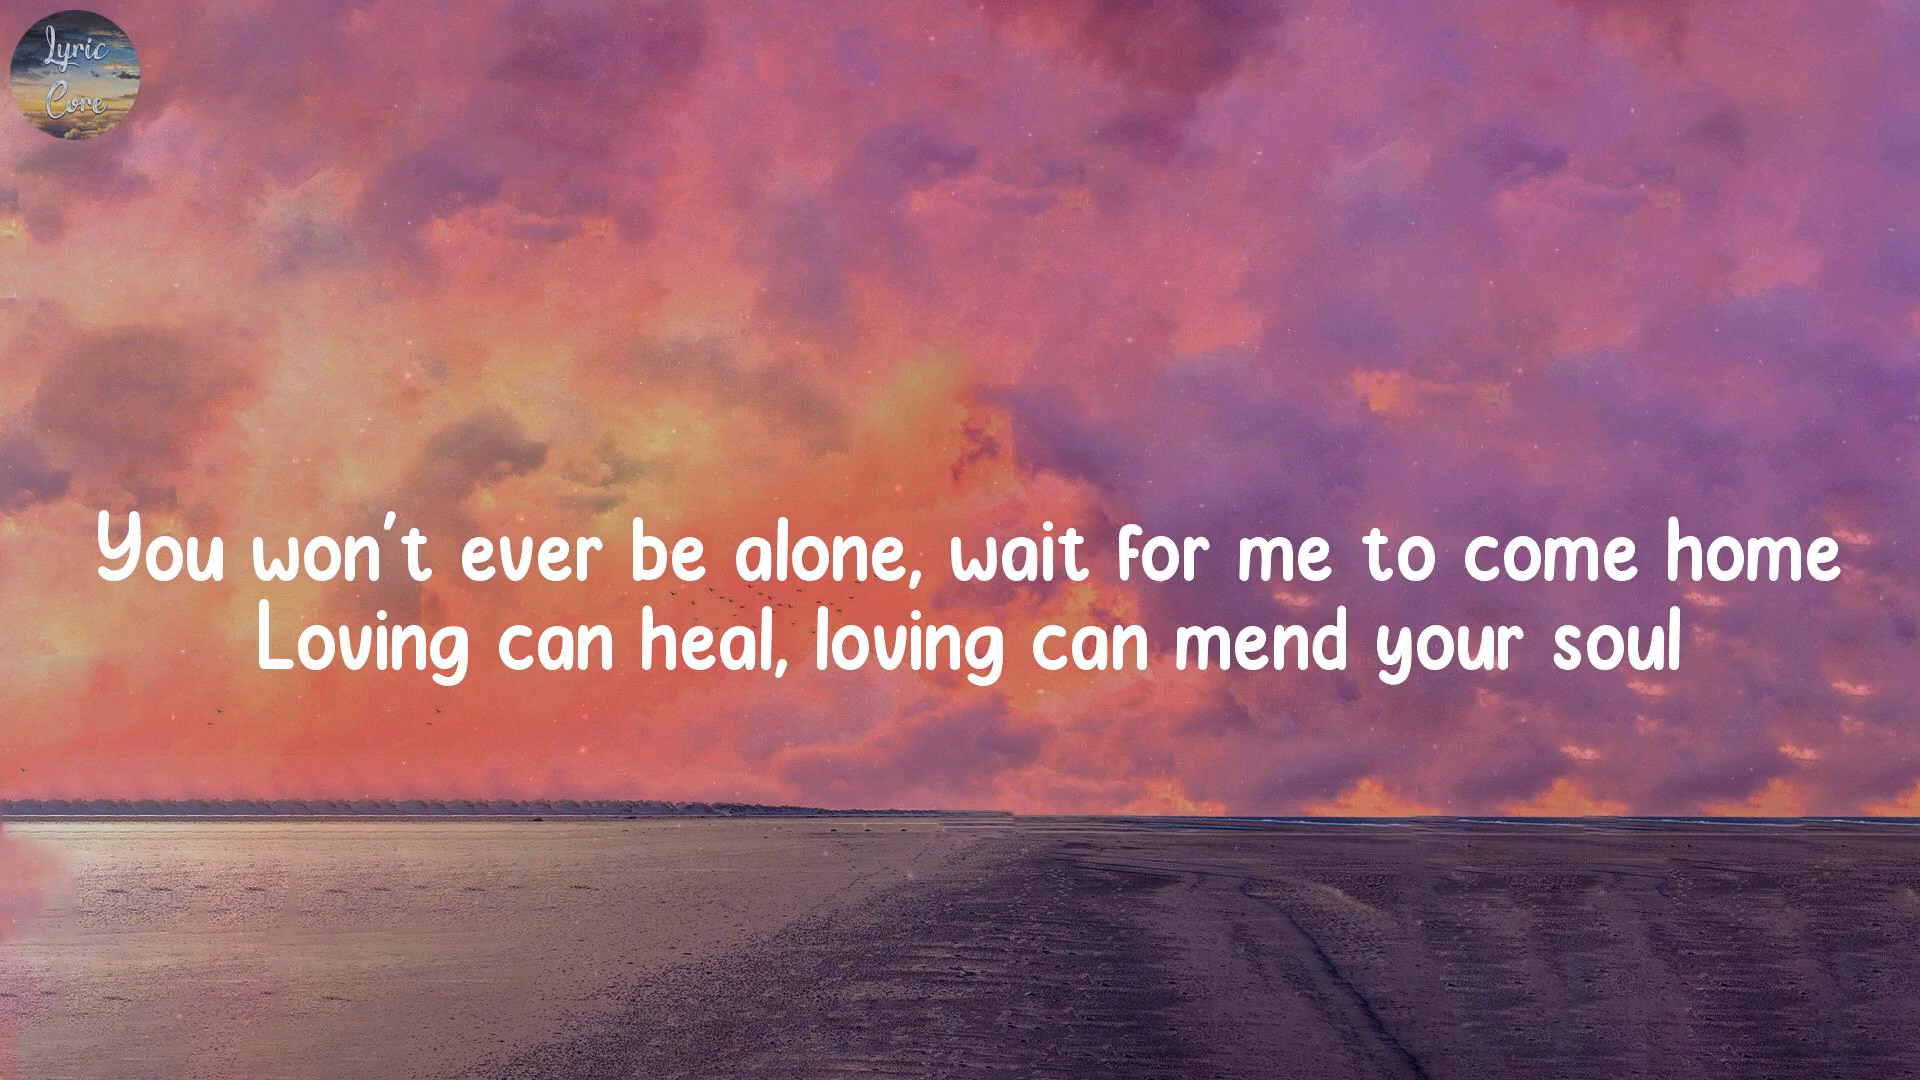 Lyric
Core
You won't ever be alone, wait for me to come home
Loving can heal, loving can mend your soul